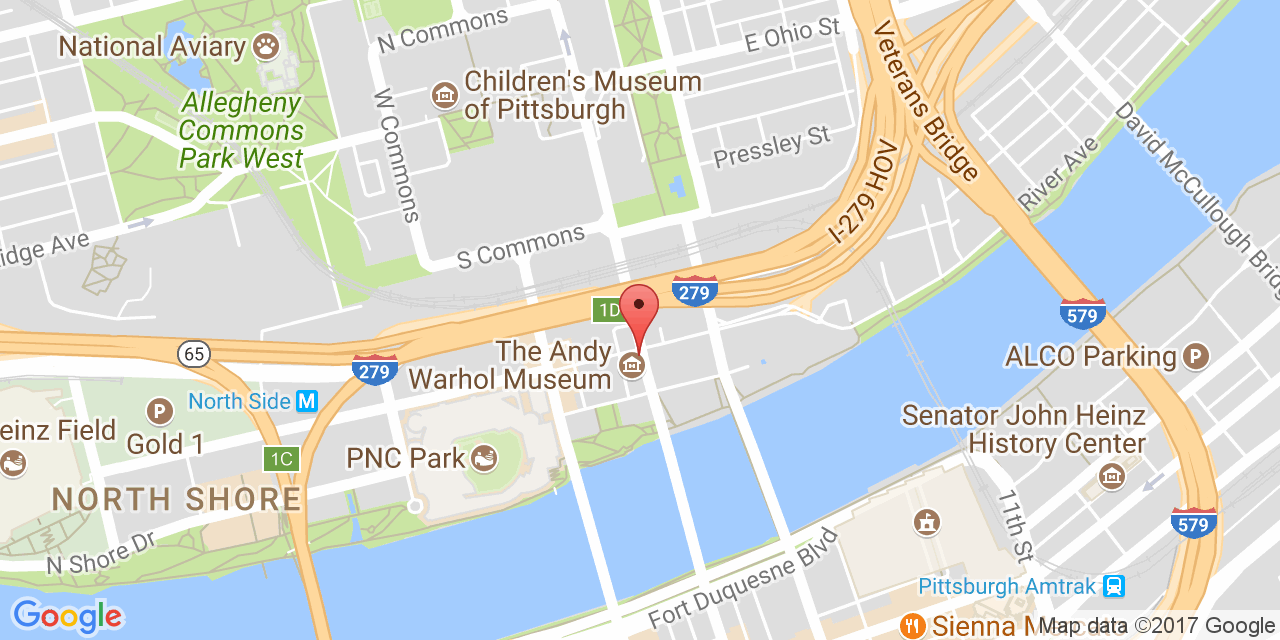 N Commons
E Ohio St
Veterans Bridge
National Aviary
Children's Museum
of Pittsburgh
Allegheny
Commons
Park West
W Commons
Pressley St
David McCullough Bridge
River Ave
I-279 HOV
S Commons
idge Ave
279
1D
579
65
The Andy
Warhol Museum
ALCO Parking
P
279
North Side M
P
Gold 1
einz Field
Senator John Heinz
History Center
1C
PNC Park
NORTH SHORE
11th St
579
N Shore Dr
Fort Duquesne Blvd
Pittsburgh Amtrak
Google
Sienna
Map data ©2017 Google